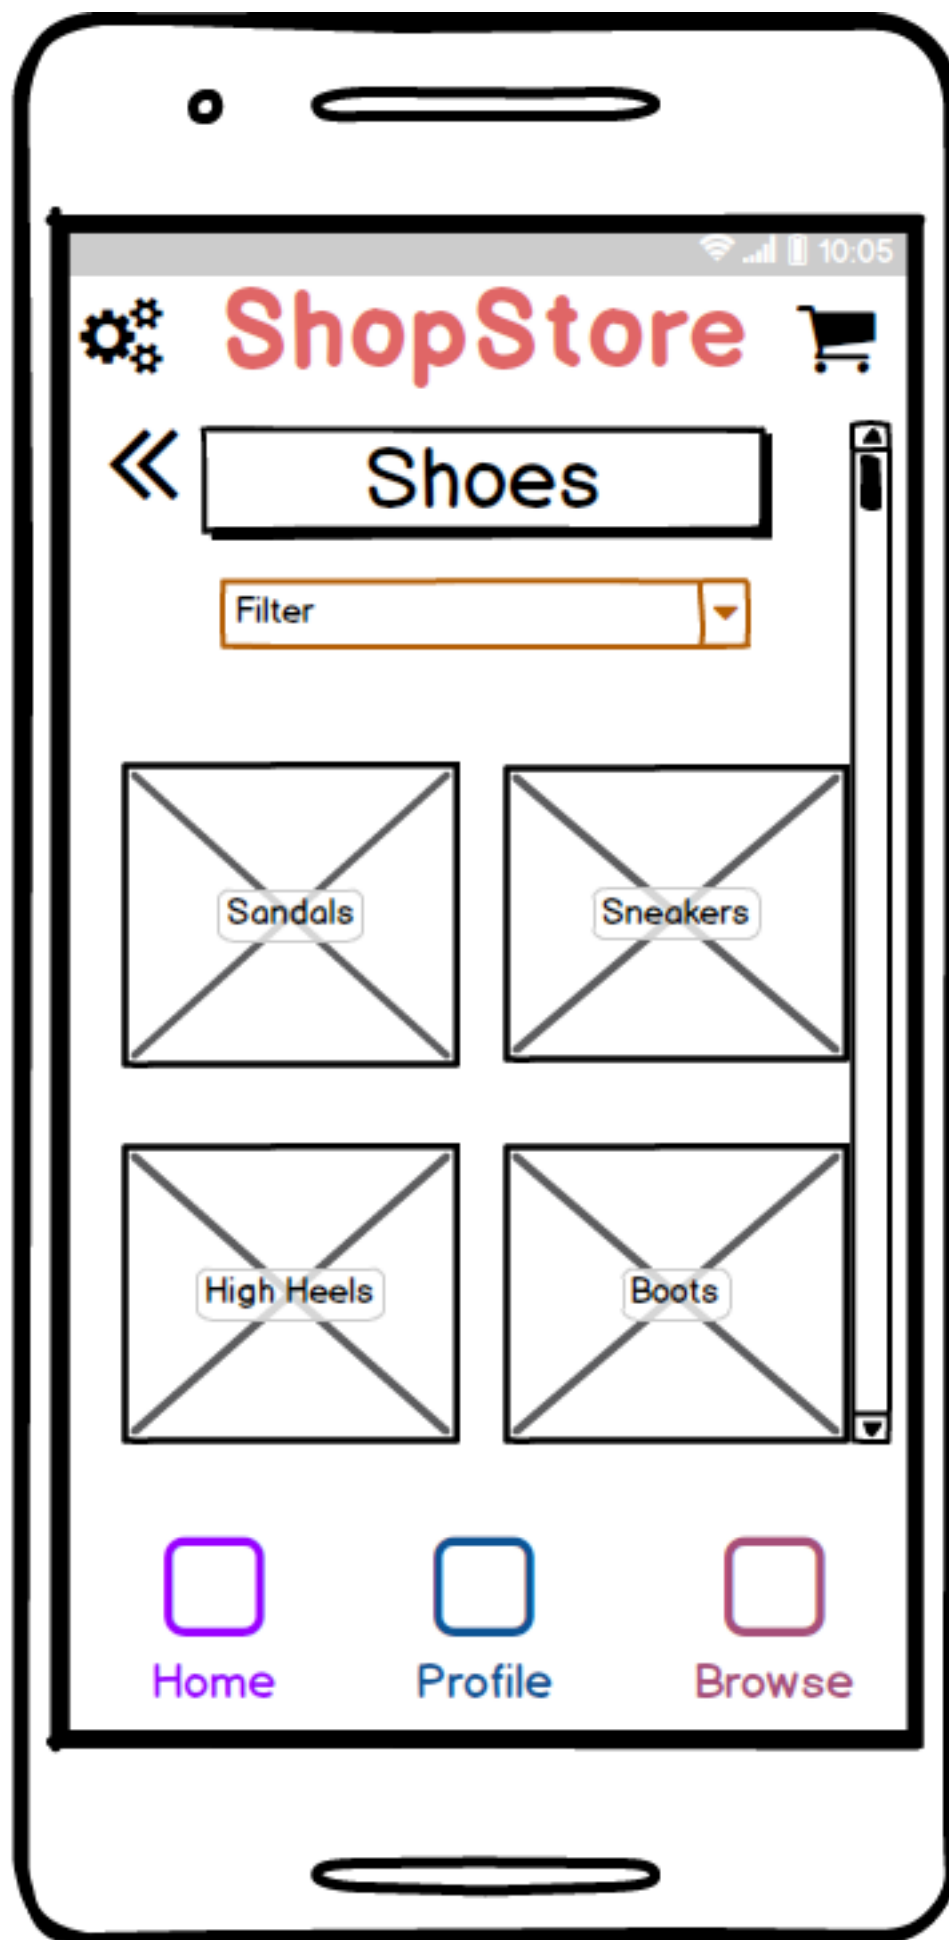 10:05
ShopStore
Shoes
Filter
Sandals
Sneakers
High Heels
Boots
Home
Profile
Browse